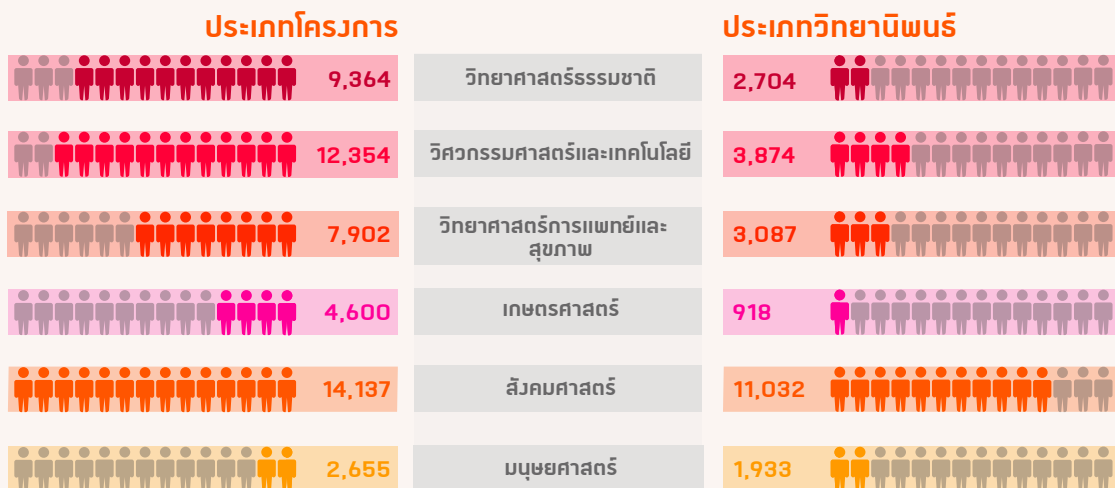 ประเภทโครงการ
ประเภทวิทยานิพนธ์
9,364
วิทยาศาสตร์ธรรมชาติ
2,704
12,354
วิศวกรรมศาสตร์และเทคโนโลยี
3,874
7,902
วิทยาศาสตร์การแพทย์และ
สุขภาพ
3,087
4,600
เกษตรศาสตร์
918
14,137
สังคมศาสตร์
11,032
2,655
มนุษยศาสตร์
1,933